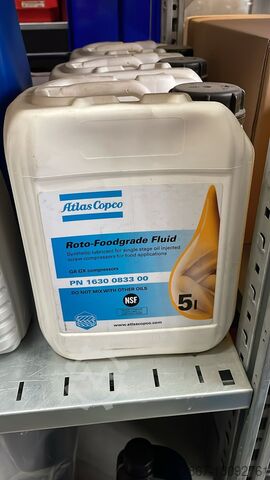 Atlas Copco
Roto-Foodgrade Fluid
Synthetic lubricant for single stage oil injected
screw compressors for food applications
GA GX compressors
PN 1630 0833 00
DO NOT MIX WITH OTHER OILS
NSF
5l
www.atlascopco.com